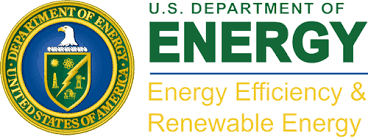 DEPARTMENT OF ENERGY
UNITED STATES OF AMERICA
U.S. DEPARTMENT OF
ENERGY
Energy Efficiency &
Renewable Energy